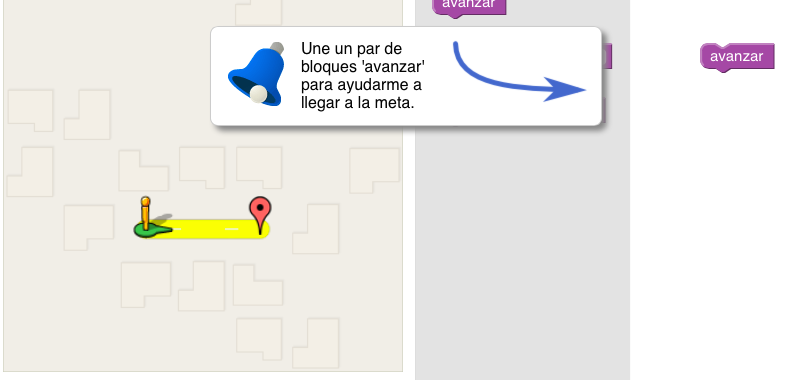 avanzar
Une un par de
bloques 'avanzar'
para ayudarme a
llegar a la meta.
avanzar